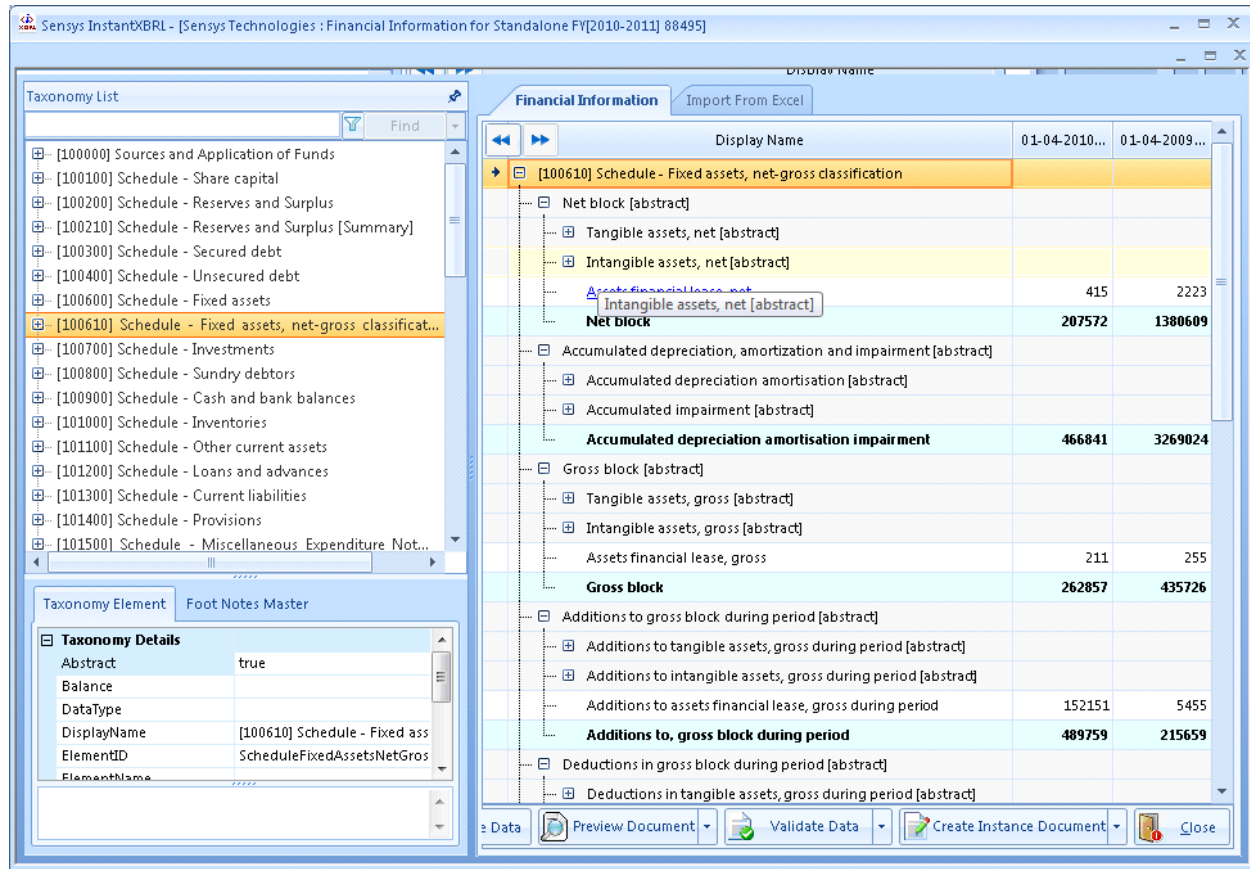 Sensys InstantXBRL - [Sensys Technologies : Financial Information for Standalone FY[2010-2011] 88495]
Display Name
Taxonomy List
Find
[100000] Sources and Application of Funds
[100100] Schedule - Share capital
[100200] Schedule - Reserves and Surplus
[100210] Schedule - Reserves and Surplus [Summary]
[100300] Schedule - Secured debt
[100400] Schedule - Unsecured debt
[100600] Schedule - Fixed assets
[100610] Schedule - Fixed assets, net-gross classificat...
[100700] Schedule - Investments
[100800] Schedule - Sundry debtors
[100900] Schedule - Cash and bank balances
[101000] Schedule - Inventories
[101100] Schedule - Other current assets
[101200] Schedule - Loans and advances
[101300] Schedule - Current liabilities
[101400] Schedule - Provisions
[101500] Schedule - Miscellaneous Expenditure Not...
Taxonomy Element Foot Notes Master
Taxonomy Details
Abstract true
Balance
DataType
DisplayName [100610] Schedule - Fixed ass
ElementID ScheduleFixedAssetsNetGros
ElementName
Financial Information Import From Excel
Display Name 01-04-2010... 01-04-2009...
[100610] Schedule - Fixed assets, net-gross classification
Net block [abstract]
Tangible assets, net [abstract]
Intangible assets, net [abstract]
Assets financial lease, net 415 2223
Intangible assets, net [abstract]
Net block 207572 1380609
Accumulated depreciation, amortization and impairment [abstract]
Accumulated depreciation amortisation [abstract]
Accumulated impairment [abstract]
Accumulated depreciation amortisation impairment 466841 3269024
Gross block [abstract]
Tangible assets, gross [abstract]
Intangible assets, gross [abstract]
Assets financial lease, gross 211 255
Gross block 262857 435726
Additions to gross block during period [abstract]
Additions to tangible assets, gross during period [abstract]
Additions to intangible assets, gross during period [abstract]
Additions to assets financial lease, gross during period 152151 5455
Additions to, gross block during period 489759 215659
Deductions in gross block during period [abstract]
Deductions in tangible assets, gross during period [abstract]
e Data Preview Document Validate Data Create Instance Document Close